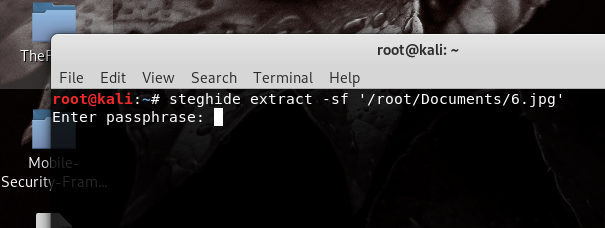 TheF
root@kali: ~
File Edit View Search Terminal Help
root@kali:~# steghide extract -sf '/root/Documents/6.jpg'
Enter passphrase:
Mobile-
Security-Fram...